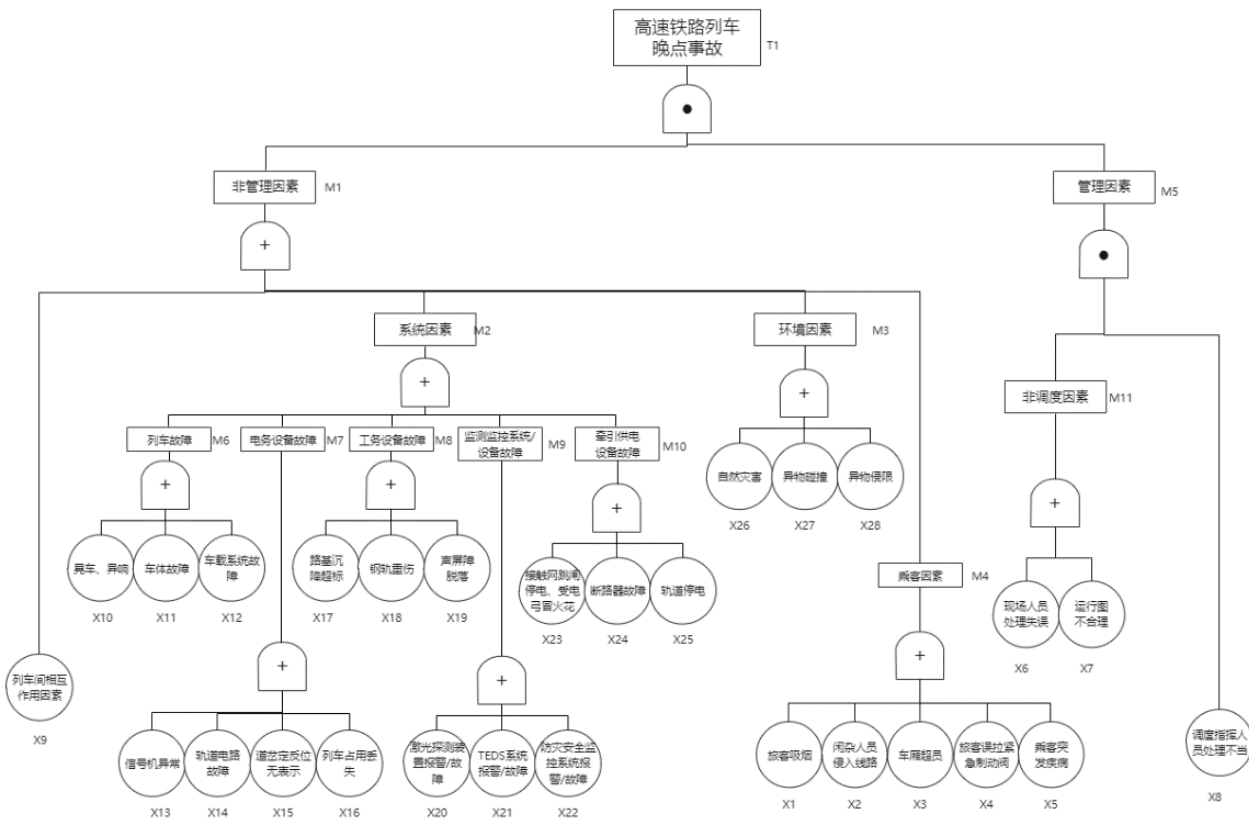 高速铁路列车
晚点事故
T1
非管理因素
M1
管理因素
M5
+
系统因素
M2
环境因素
M3
+
+
非调度因素
M11
列车故障
M6
电务设备故障
M7
工务设备故障
M8
监测监控系统/
设备故障
M9
牵引供电
设备故障
M10
+
+
+
+
自然灾害
异物碰撞
异物侵限
X26
X27
X28
晃车、异响
车体故障
车载系统故
障
路基沉
降超标
钢轨重伤
声屏障
脱落
接触网跳闸
停电、受电
弓冒火花
断路器故障
轨道停电
乘客因素
M4
X10
X11
X12
X17
X18
X19
X23
X24
X25
现场人员
处理失误
运行图
不合理
X6
X7
+
+
+
列车间相互
作用因素
X9
信号机异常
轨道电路
故障
道岔定反位
无表示
列车占用丢
失
激光探测装
置报警/故
障
TEDS系统
报警/故障
防灾安全监
控系统报
警/故障
旅客吸烟
闲杂人员
侵入线路
车厢超员
旅客误拉紧
急制动阀
乘客突
发疾病
调度指挥人
员处理不当
X13
X14
X15
X16
X20
X21
X22
X1
X2
X3
X4
X5
X8